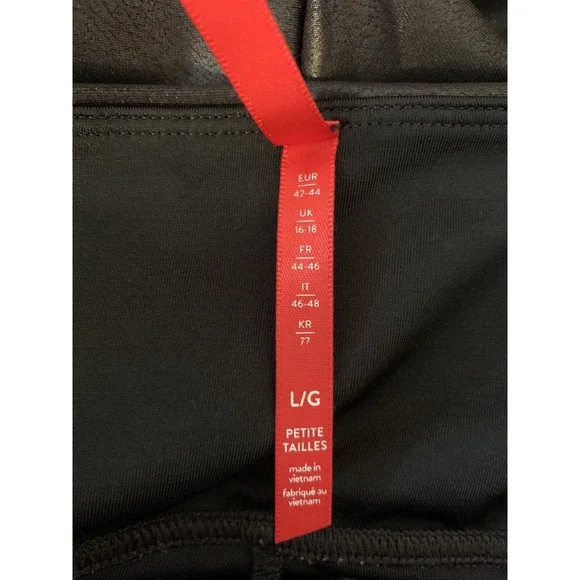 EUR
42-44
UK
16-18
FR
44-46
IT
46-48
KR
77
L/G
PETITE
TAILLES
made in
vietnam
fabriqué au
vietnam